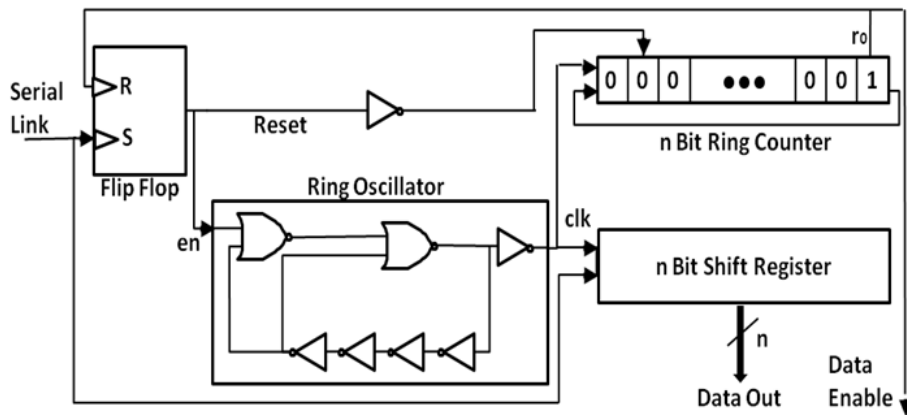 r0
Serial
Link
R
S
Flip Flop
Reset
0 0 0 ●●● 0 0 1
n Bit Ring Counter
Ring Oscillator
en
clk
n Bit Shift Register
n
Data Out
Data
Enable